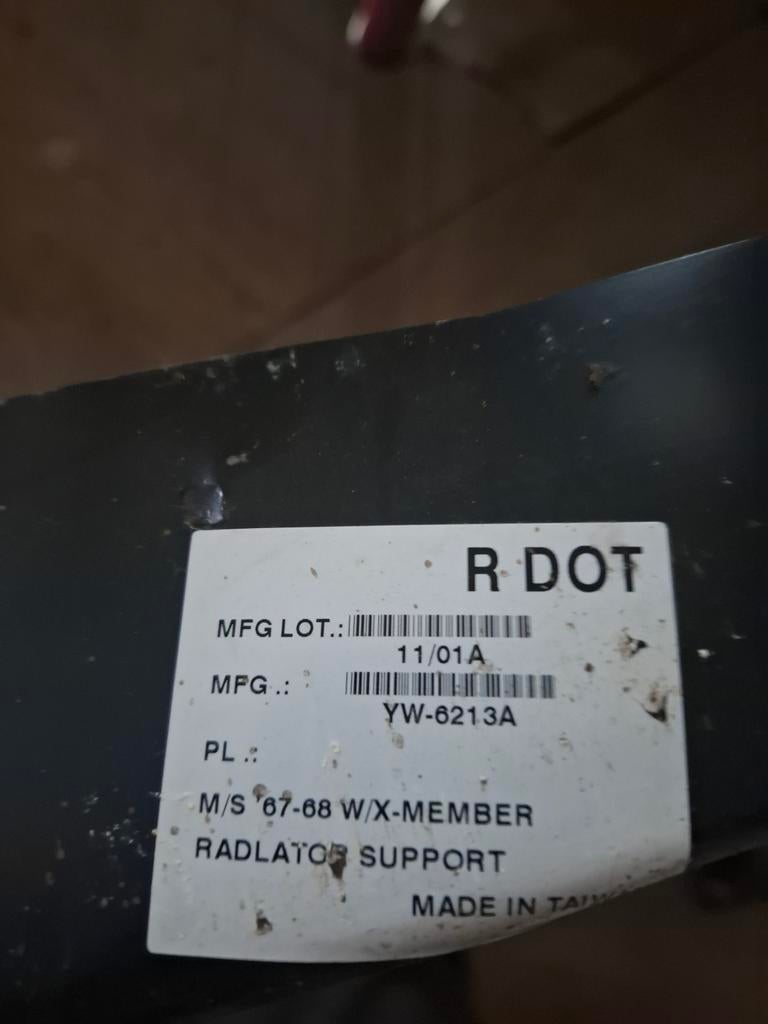 R DOT
MFG LOT.:
11/01A
MFG .:
YW-6213A
PL .:
M/S '67-68 W/X-MEMBER
RADLATOR SUPPORT
MADE IN